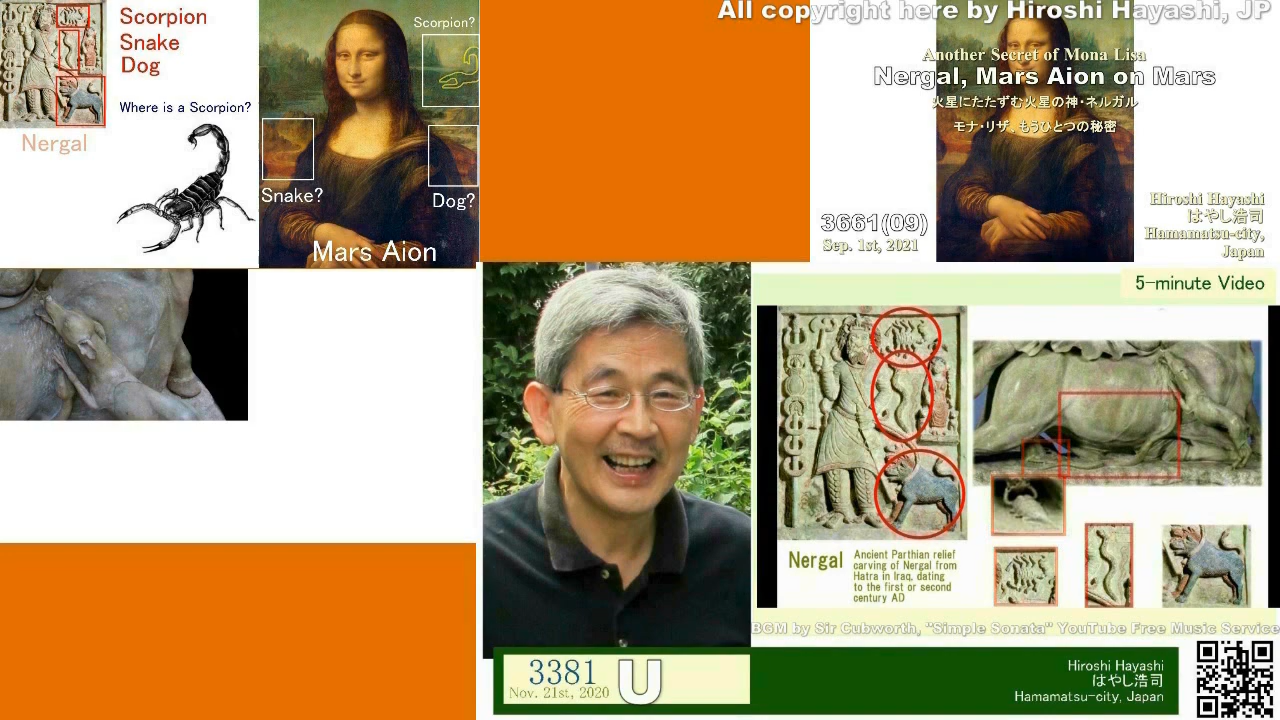 All copyright here by Hiroshi Hayashi, JP
Scorpion
Snake
Dog
Where is a Scorpion?
Nergal
Scorpion?
Snake?
Dog?
Mars Aion
Another Secret of Mona Lisa
Nergal, Mars Aion on Mars
火星にたたずむ火星の神・ネルガル
モナ・リザ、もうひとつの秘密
3661(09)
Sep. 1st, 2021
Hiroshi Hayashi
はやし浩司
Hamamatsu-city,
Japan
5-minute Video
Nergal
Ancient Parthian relief
carving of Nergal from
Hatra in Iraq, dating
to the first or second
century AD
BGM by Sir Cubworth, "Simple Sonata" YouTube Free Music Service
3381 U
Nov. 21st, 2020
Hiroshi Hayashi
はやし浩司
Hamamatsu-city, Japan